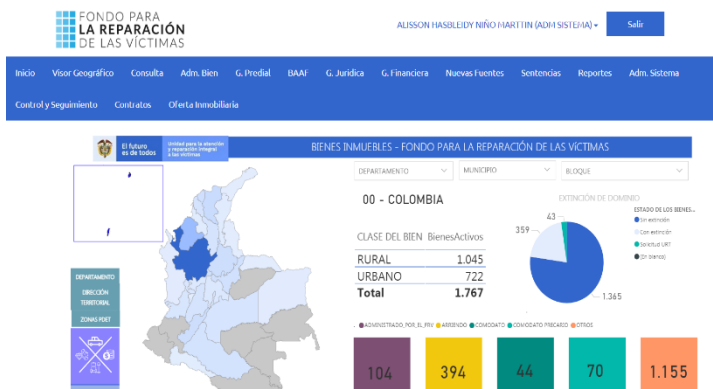 FONDO PARA
LA REPARACIÓN
DE LAS VÍCTIMAS
ALISSON HASBLEIDY NIÑO MARTTIN (ADM SISTEMA)
Salir
Inicio Visor Geográfico Consulta Adm. Bien G. Predial BAAF G. Juridica G. Financiera Nuevas Fuentes Sentencias Reportes Adm. Sistema
Control y Seguimiento Contratos Oferta Inmobiliaria
El futuro
es de todos
Unidad para la atención
y reparación integral
a las víctimas
BIENES INMUEBLES - FONDO PARA LA REPARACIÓN DE LAS VÍCTIMAS
DEPARTAMENTO MUNICIPIO BLOQUE
00 - COLOMBIA
EXTINCIÓN DE DOMINIO
ESTADO DE LOS BIENES...
Sin extinción
Con extinción
Solicitud URT
(En blanco)
43
359
1.365
CLASE DEL BIEN BienesActivos
RURAL 1.045
URBANO 722
Total 1.767
DEPARTAMENTO
DIRECCIÓN
TERRITORIAL
ZONAS PDET
ADMINISTRADO_POR_EL_FRV ARRIENDO COMODATO COMODATO PRECARIO OTROS
104 394 44 70 1.155